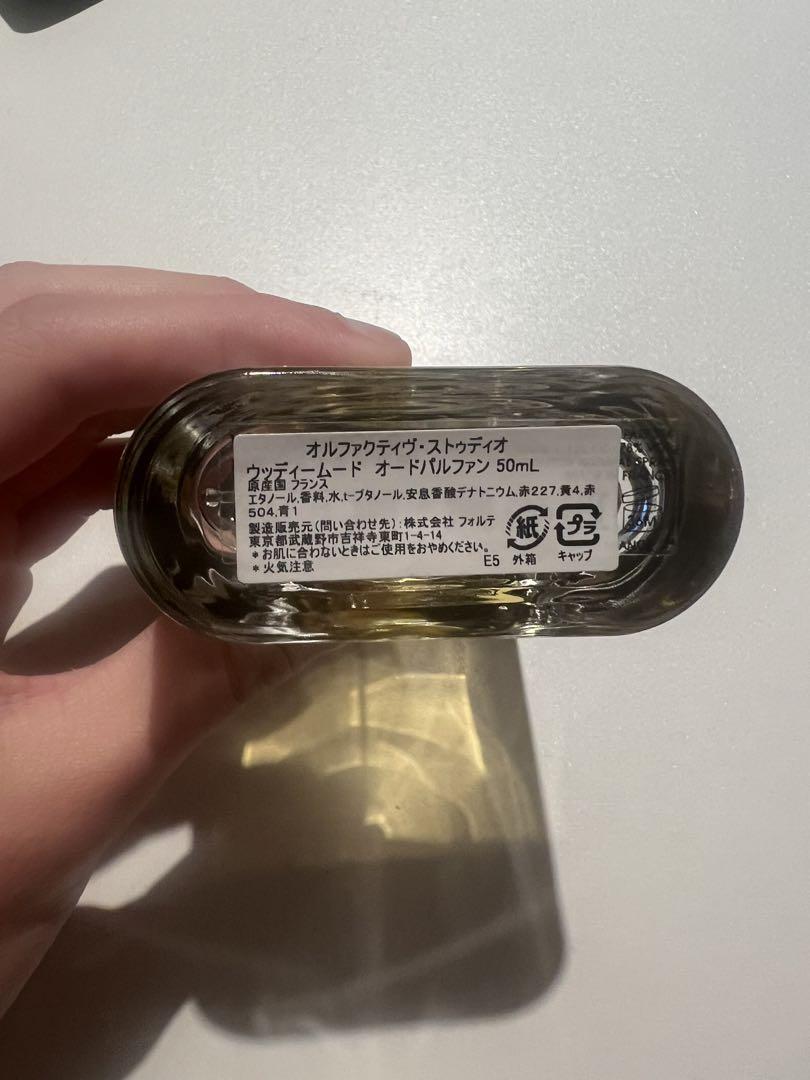 オルファクティヴ・ストゥディオ
ウッディームード オードパルファン 50mL
原産国 フランス
エタノール,香料,水,t-ブタノール,安息香酸デナトニウム,赤227,黄4,赤
504,青1
製造販売元(問い合わせ先):株式会社 フォルテ
東京都武蔵野市吉祥寺東町1-4-14
*お肌に合わないときはご使用をおやめください。
*火気注意
E5
紙
外箱
プラ
キャップ